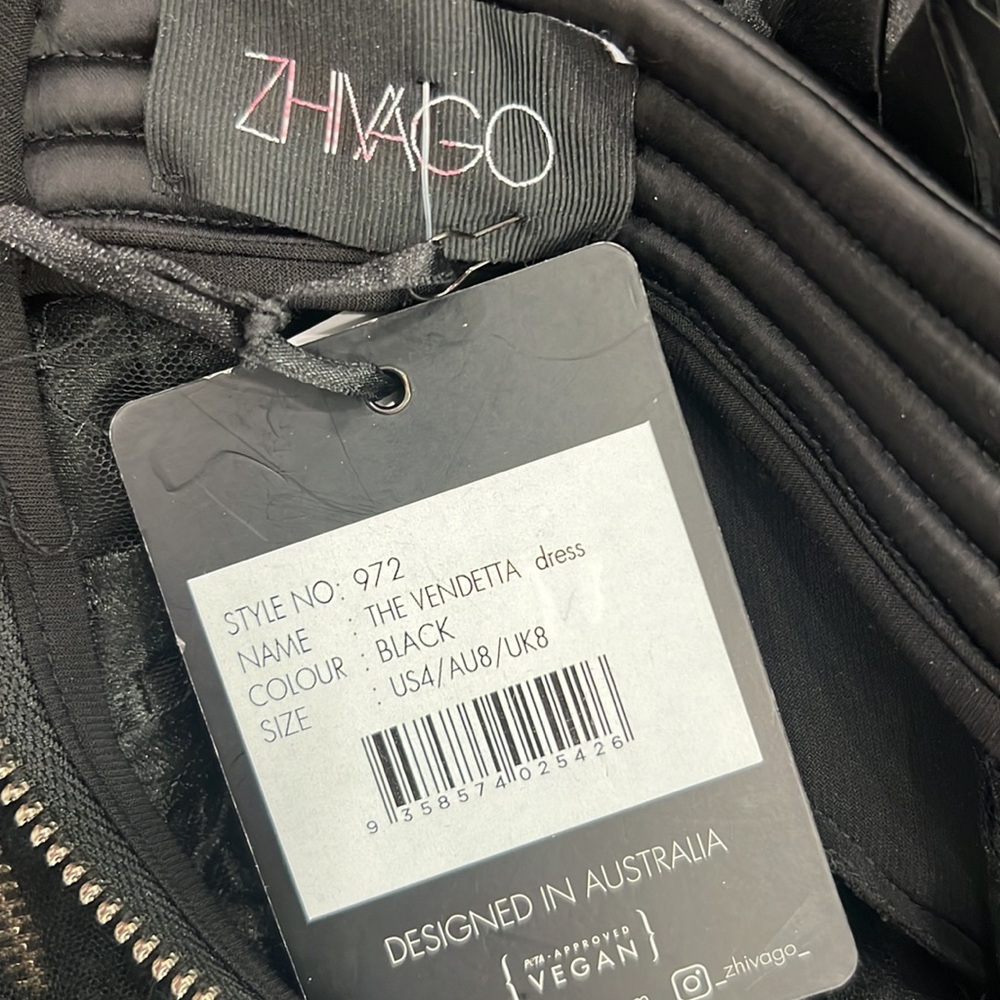 ZHIVAGO
STYLE NO: 972
NAME : THE VENDETTA dress
COLOUR : BLACK
SIZE : US4/AU8/UK8
9 358574 025426
DESIGNED IN AUSTRALIA
{ PETA-APPROVED
VEGAN }
_zhivago_